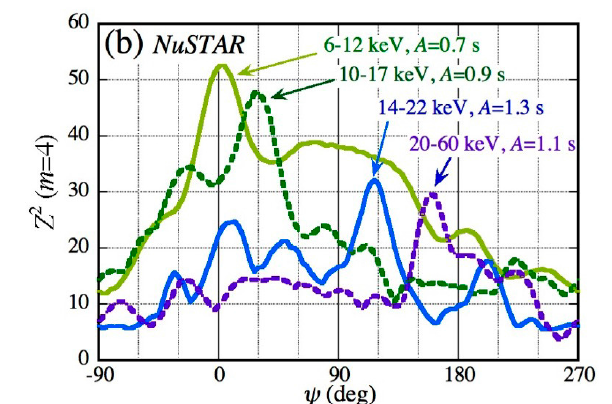 60
(b) NuSTAR
6-12 keV, A=0.7 s
10-17 keV, A=0.9 s
50
14-22 keV, A=1.3 s
40
20-60 keV, A=1.1 s
Z² (m=4)
30
20
10
0
-90 0 90 180 270
ψ (deg)